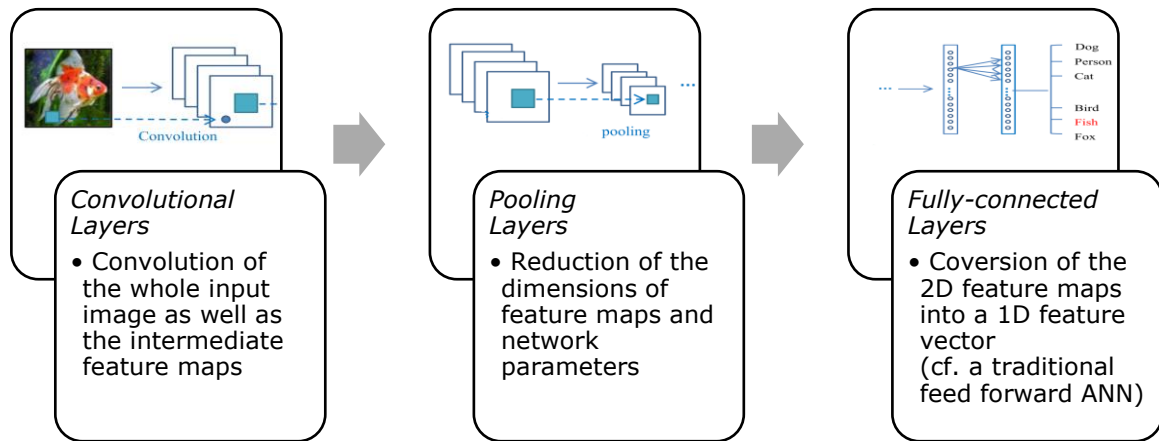 Convolution
Convolutional
Layers
• Convolution of
the whole input
image as well as
the intermediate
feature maps
...
pooling
Pooling
Layers
• Reduction of the
dimensions of
feature maps and
network
parameters
...
Dog
Person
Cat
...
Bird
Fish
Fox
Fully-connected
Layers
• Coversion of the
2D feature maps
into a 1D feature
vector
(cf. a traditional
feed forward ANN)